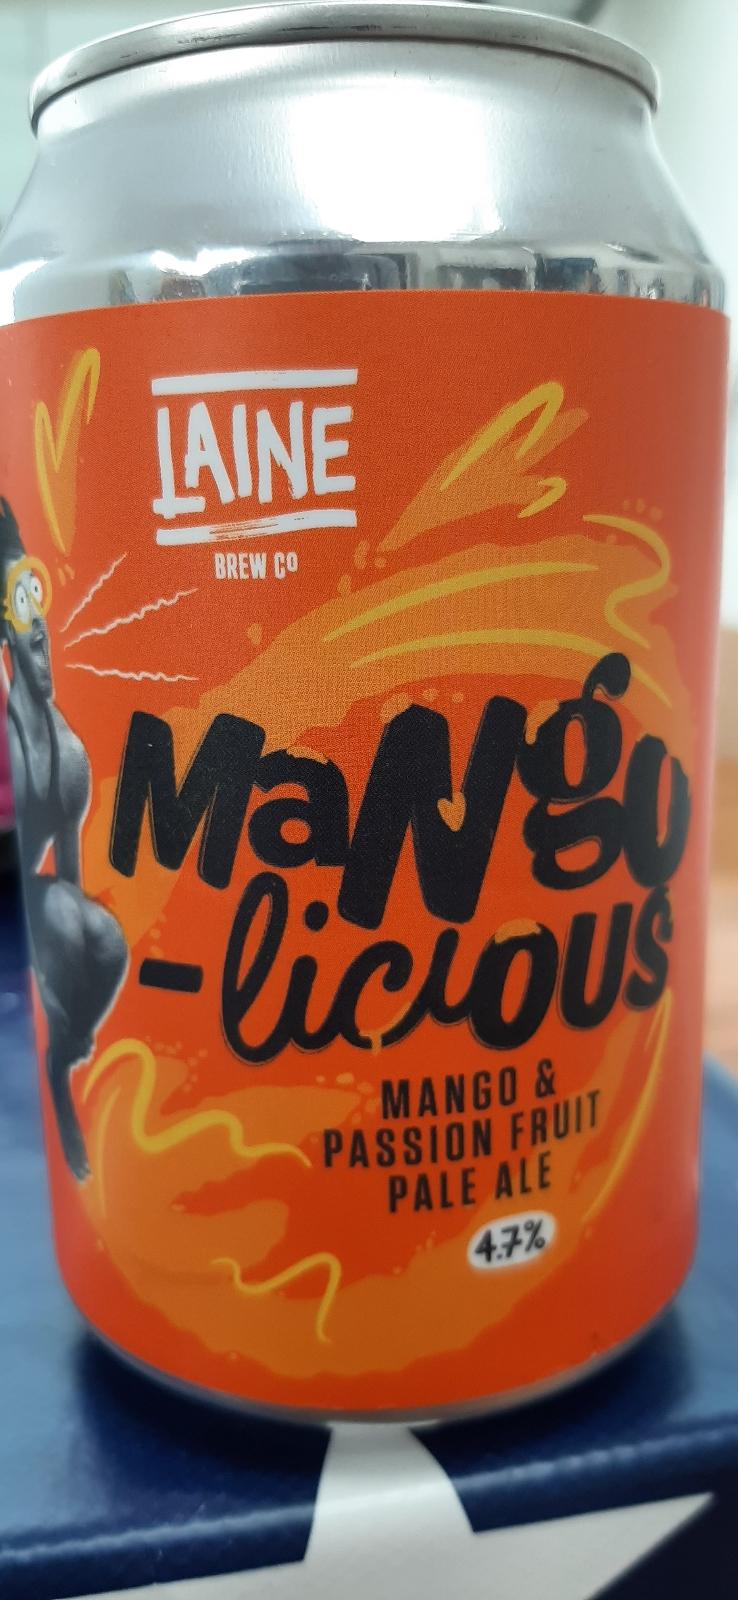 LAINE
BREW CO
MaNgo
-licious
MANGO &
PASSION FRUIT
PALE ALE
4.7%